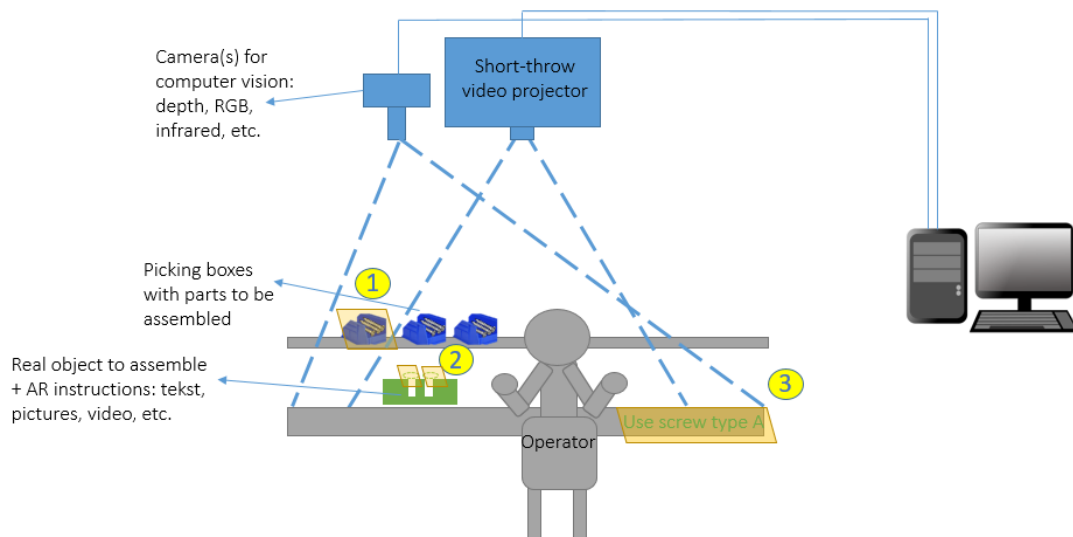 Camera(s) for
computer vision:
depth, RGB,
infrared, etc.
Short-throw
video projector
Picking boxes
with parts to be
assembled
1
Real object to assemble
+ AR instructions: tekst,
pictures, video, etc.
2
3
Use screw type A
Operator